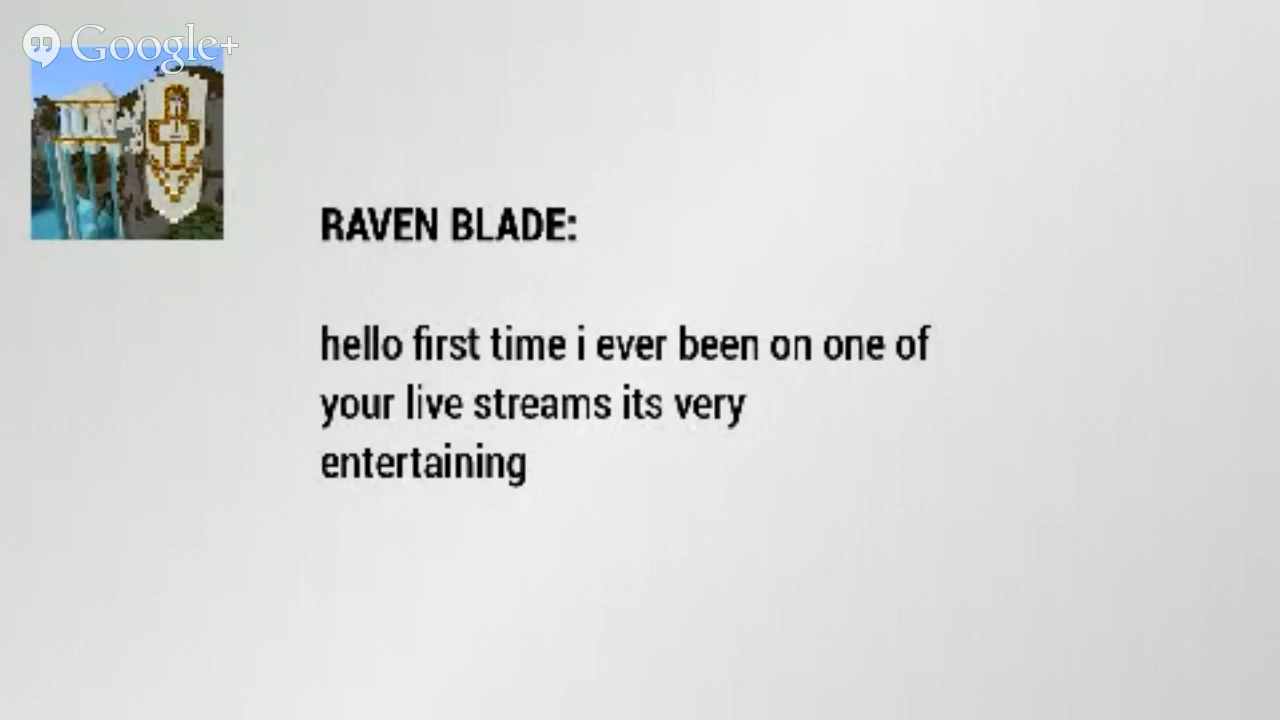 Google+
RAVEN BLADE:
hello first time i ever been on one of
your live streams its very
entertaining